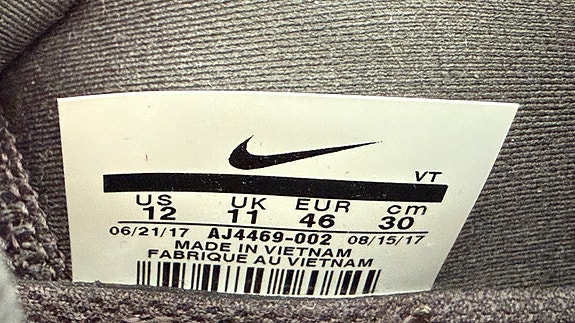 VT
US UK EUR cm
12 11 46 30
06/21/17 AJ4469-002 08/15/17
MADE IN VIETNAM
FABRIQUE AU VIETNAM